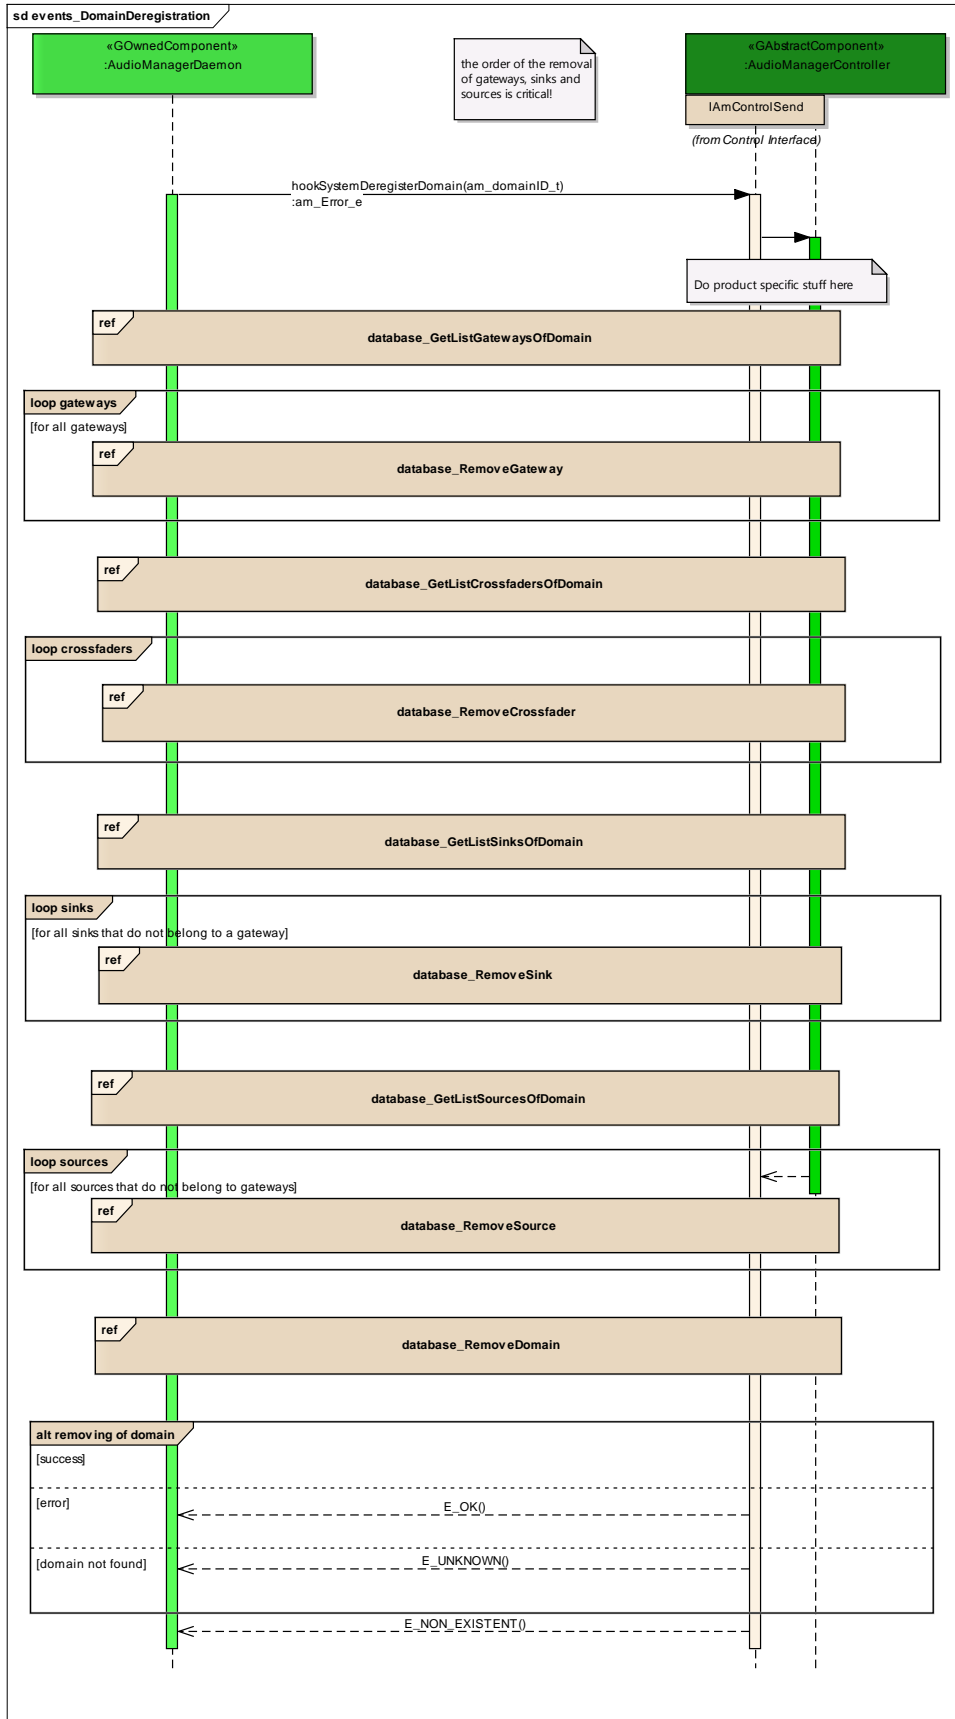 sd events_DomainDeregistration
«GOwnedComponent»
:AudioManagerDaemon
the order of the removal
of gateways, sinks and
sources is critical!
«GAbstractComponent»
:AudioManagerController
IAmControlSend
(from Control Interface)
hookSystemDeregisterDomain(am_domainID_t)
:am_Error_e
Do product specific stuff here
ref
database_GetListGatewaysOfDomain
loop gateways
[for all gateways]
ref
database_RemoveGateway
ref
database_GetListCrossfadersOfDomain
loop crossfaders
ref
database_RemoveCrossfader
ref
database_GetListSinksOfDomain
loop sinks
[for all sinks that do not belong to a gateway]
ref
database_RemoveSink
ref
database_GetListSourcesOfDomain
loop sources
[for all sources that do not belong to gateways]
ref
database_RemoveSource
ref
database_RemoveDomain
alt removing of domain
[success]
[error]
E_OK()
[domain not found]
E_UNKNOWN()
E_NON_EXISTENT()